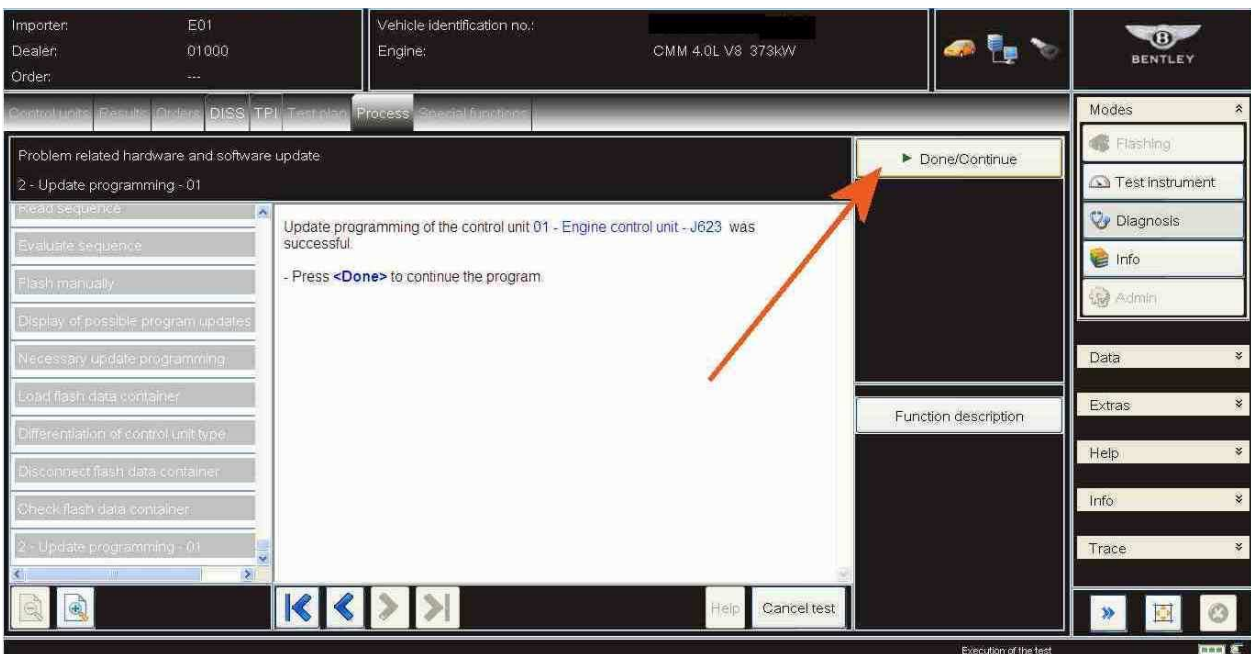 Importer: E01
Dealer: 01000
Order: ---
Vehicle identification no.:
Engine: CMM 4.0L V8 373kW
BENTLEY
Control units Results Orders DISS TPI Test plan Process Special functions
Problem related hardware and software update
2 - Update programming - 01
Read sequence
Evaluate sequence
Flash manually
Display of possible program updates
Necessary update programming
Load flash data container
Differentiation of control unit type
Disconnect flash data container
Check flash data container
2 - Update programming - 01
Update programming of the control unit 01 - Engine control unit - J623 was
successful.
- Press <Done> to continue the program.
Help
Cancel test
Done/Continue
Function description
Modes
Flashing
Test instrument
Diagnosis
Info
Admin
Data
Extras
Help
Info
Trace
Execution of the test